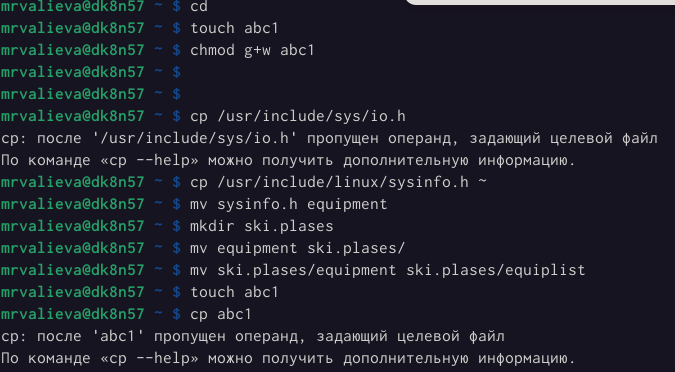 mrvalieva@dk8n57 ~ $ cd
mrvalieva@dk8n57 ~ $ touch abc1
mrvalieva@dk8n57 ~ $ chmod g+w abc1
mrvalieva@dk8n57 ~ $
mrvalieva@dk8n57 ~ $
mrvalieva@dk8n57 ~ $ cp /usr/include/sys/io.h
cp: после '/usr/include/sys/io.h' пропущен операнд, задающий целевой файл
По команде «cp --help» можно получить дополнительную информацию.
mrvalieva@dk8n57 ~ $ cp /usr/include/linux/sysinfo.h ~
mrvalieva@dk8n57 ~ $ mv sysinfo.h equipment
mrvalieva@dk8n57 ~ $ mkdir ski.plases
mrvalieva@dk8n57 ~ $ mv equipment ski.plases/
mrvalieva@dk8n57 ~ $ mv ski.plases/equipment ski.plases/equiplist
mrvalieva@dk8n57 ~ $ touch abc1
mrvalieva@dk8n57 ~ $ cp abc1
cp: после 'abc1' пропущен операнд, задающий целевой файл
По команде «cp --help» можно получить дополнительную информацию.